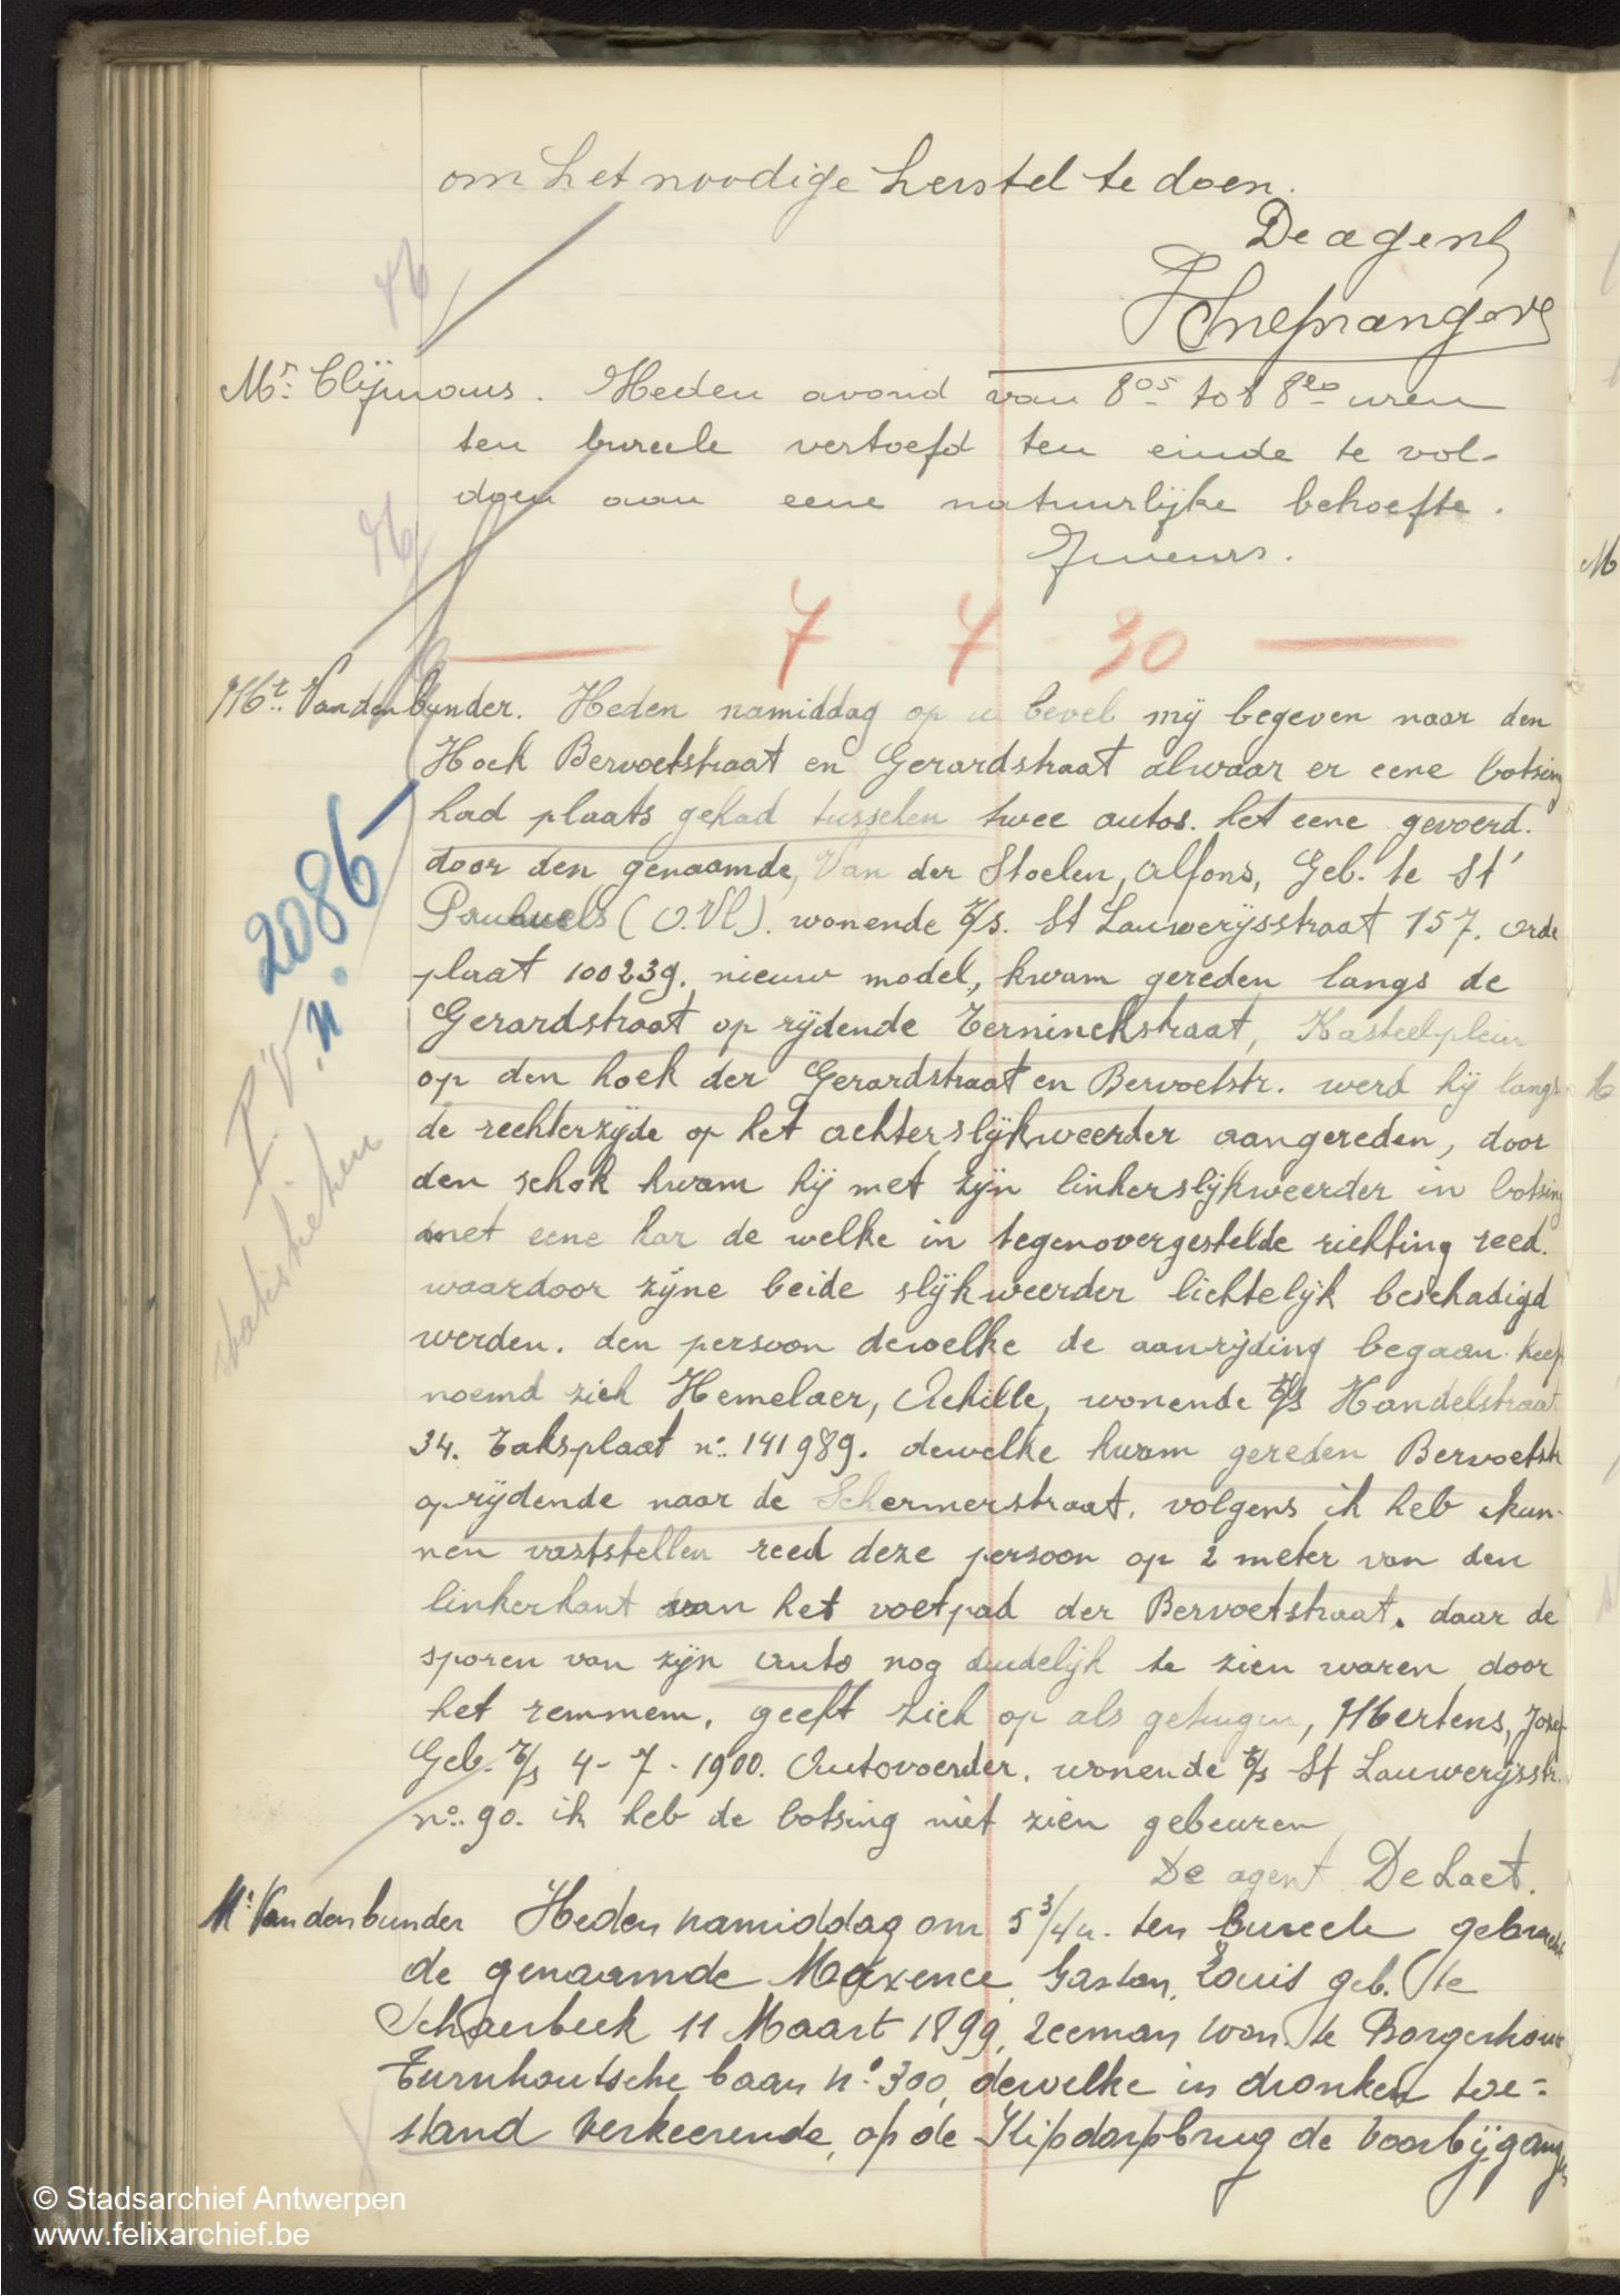 om het noodige herstel te doen.
De agent
Mr. Clijmans. Heden avond van 8 05 tot 8 20 uren
ten bureele vertoefd ten einde te vol-
doen aan eene natuurlijke behoefte.
7 - 7 - 30
Mr. Vandenbunder. Heden namiddag op u bevel mij begeven naar den
Hoek Bervoetstraat en Gerardstraat alwaar er eene botsing
had plaats gehad tusschen twee autos. het eene gevoerd.
door den genaamde, Van der Stoelen, Alfons, Geb. te St
Pauwels (O.Vl). wonende t/s. St Lauwerijsstraat 157. orde
plaat 100239. nieuw model, kwam gereden langs de
Gerardstraat op rijdende Terninckstraat, Kasteelplein
op den hoek der Gerardstraat en Bervoetstr. werd hij langs
de rechterzijde op het achterslijkweerder aangereden, door
den schok kwam hij met zijn linkerslijkweerder in botsing
met eene kar de welke in tegenovergestelde richting reed.
waardoor zijne beide slijkweerder lichtelijk beschadigd
werden. den persoon dewelke de aanrijding begaan heef
noemd zich Hemelaer, Achille, wonende t/s Handelstraat
34. Taksplaat n: 141989. dewelke kwam gereden Bervoetstr
oprijdende naar de Schermerstraat. volgens ik heb kun-
nen vaststellen reed deze persoon op 2 meter van den
linkerkant van het voetpad der Bervoetstraat. daar de
sporen van zijn auto nog duidelijk te zien waren door
het remmem. geeft zich op als getuigen, Mertens, Jozef
Geb. t/s 4-7-1900. Autovoerder. wonende t/s St Lauwerijsstr.
no. 90. ik heb de botsing niet zien gebeuren
De agent De Laet.
2086
P.V. n.
Mr Vandenbunder Heden namiddag om 5 3/4 u. ten bureele gebracht
de genaamde Maxence, Gaston, Louis geb. te
Schaerbeek 11 Maart 1899, zeeman won. te Borgerhout
Turnhoutsche baan n: 300, dewelke in dronken toe=
stand verkeerende, op de Kipdorpbrug de voorbijgangers
© Stadsarchief Antwerpen
www.felixarchief.be